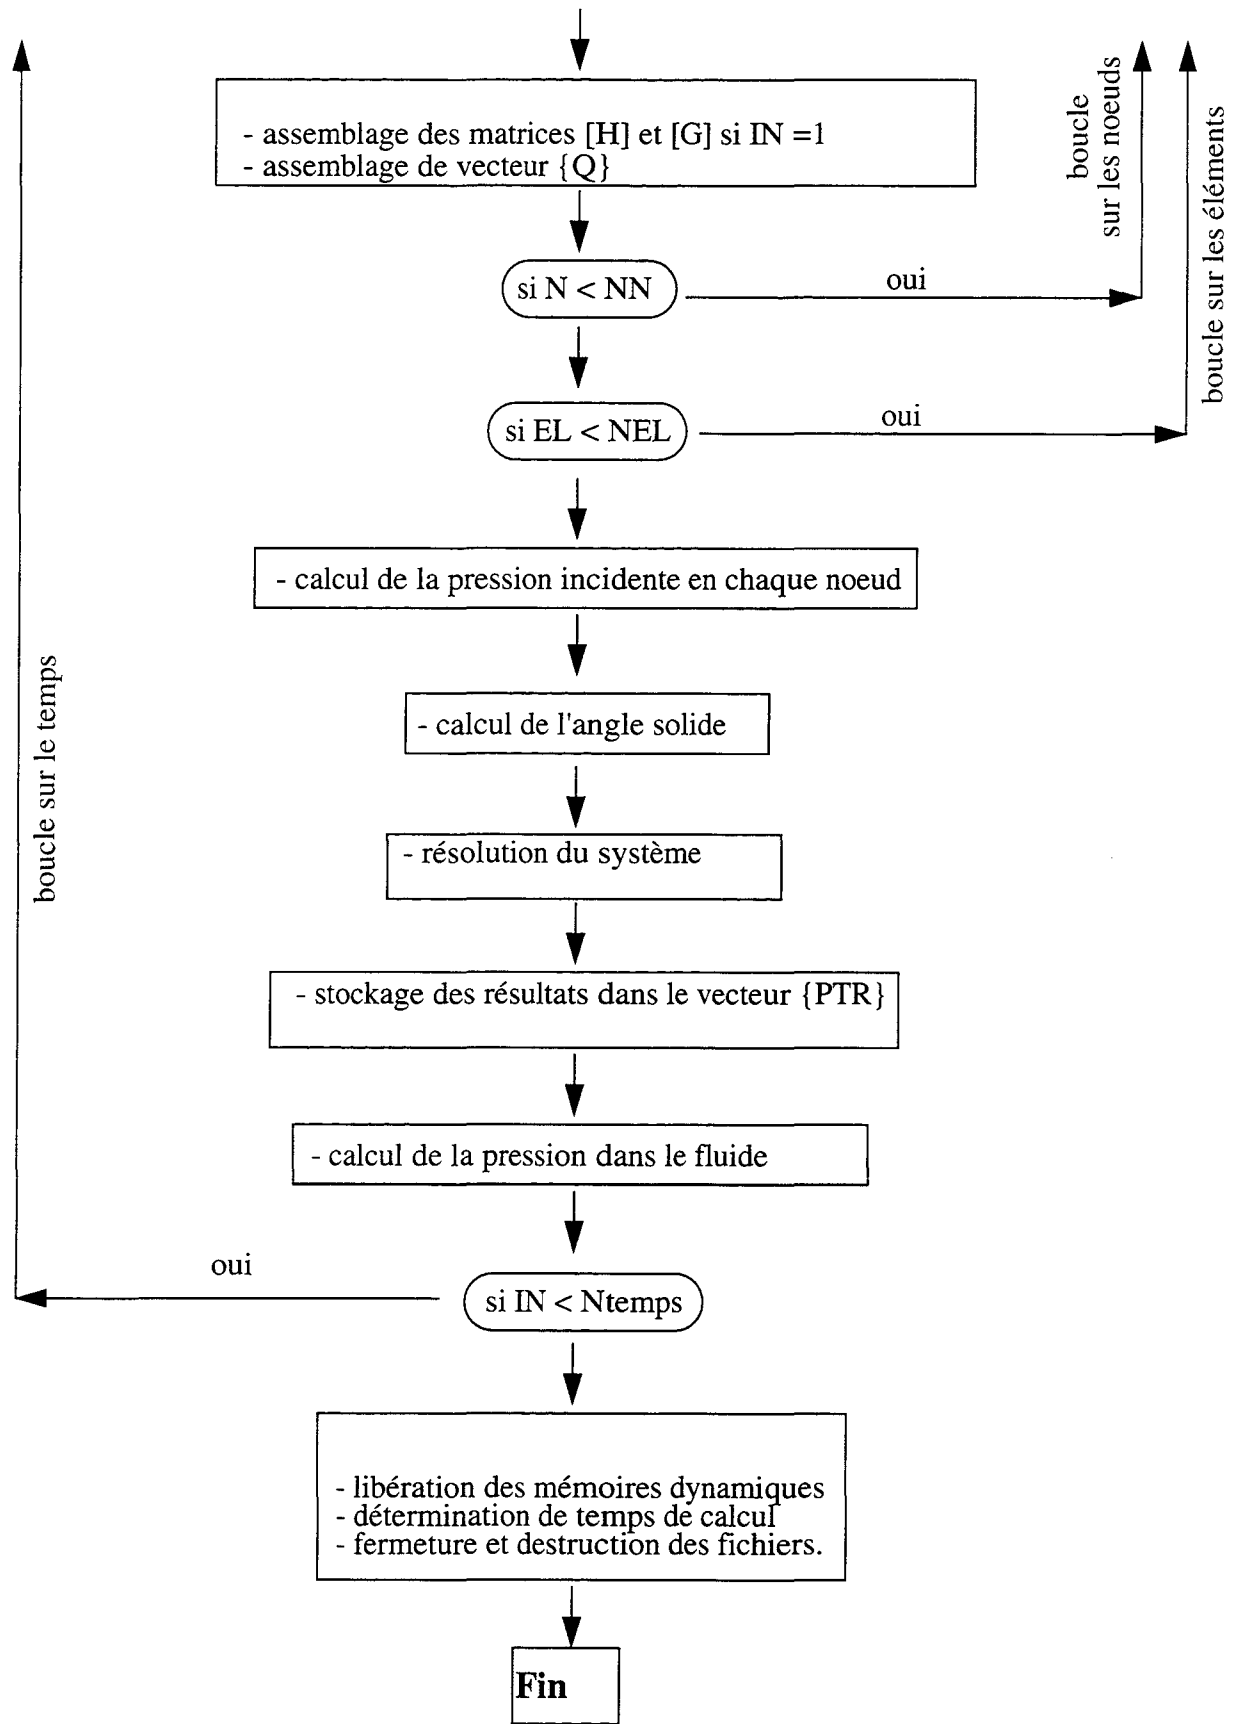 - assemblage des matrices [H] et [G] si IN =1
- assemblage de vecteur {Q}
boucle
sur les noeuds
boucle sur les éléments
si N < NN
oui
si EL < NEL
oui
- calcul de la pression incidente en chaque noeud
- calcul de l'angle solide
boucle sur le temps
- résolution du système
- stockage des résultats dans le vecteur {PTR}
- calcul de la pression dans le fluide
oui
si IN < Ntemps
- libération des mémoires dynamiques
- détermination de temps de calcul
- fermeture et destruction des fichiers.
Fin